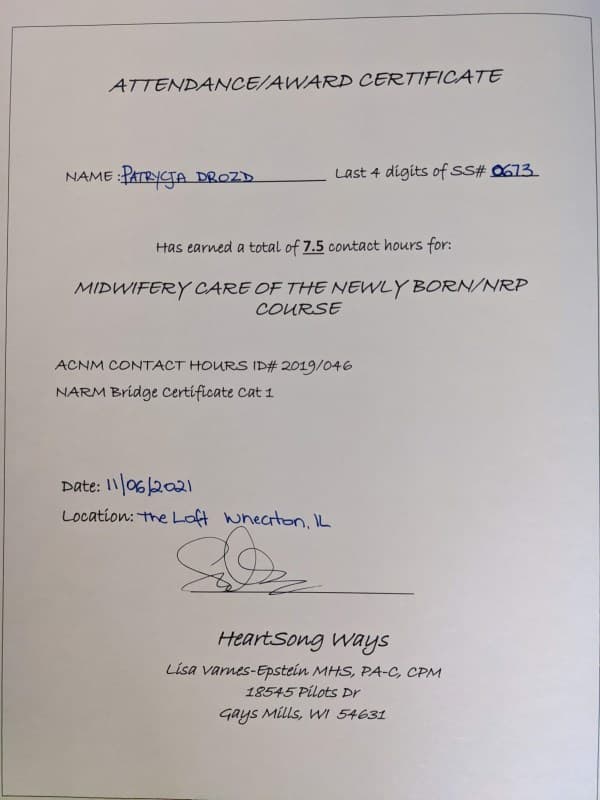 ATTENDANCE/AWARD CERTIFICATE
NAME: PATRYCJA DROZD Last 4 digits of SS# 0673
Has earned a total of 7.5 contact hours for:
MIDWIFERY CARE OF THE NEWLY BORN/NRP
COURSE
ACNM CONTACT HOURS ID# 2019/046
NARM Bridge Certificate Cat 1
Date: 11/06/2021
Location: The Loft Wheaton, IL
HeartSong Ways
Lisa Varnes-Epstein MHS, PA-C, CPM
18545 Pilots Dr
Gays Mills, WI 54631